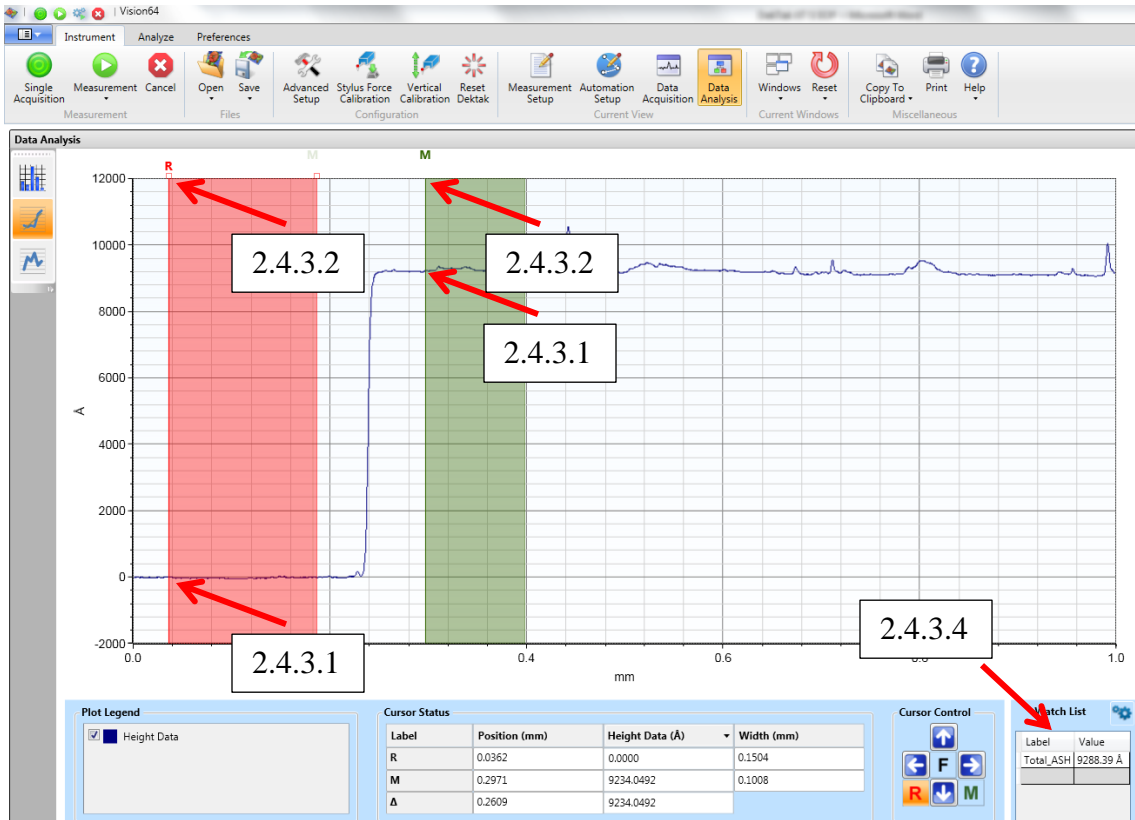 Vision64
Instrument Analyze Preferences
Single Acquisition
Measurement
Cancel
Open
Save
Advanced Setup
Stylus Force Calibration
Vertical Calibration
Reset Dektak
Measurement Setup
Automation Setup
Data Acquisition
Data Analysis
Windows
Reset
Copy To Clipboard
Print
Help
Measurement Files Configuration Current View Current Windows Miscellaneous
Data Analysis
R M M
12000
10000
8000
6000
4000
2000
0
-2000
Å
2.4.3.2
2.4.3.2
2.4.3.1
2.4.3.4
2.4.3.1
0.0 0.4 0.6 1.0
mm
Plot Legend
Height Data
Cursor Status
Label Position (mm) Height Data (Å) Width (mm)
R 0.0362 0.0000 0.1504
M 0.2971 9234.0492 0.1008
Δ 0.2609 9234.0492
Cursor Control
F
R M
Watch List
Label Value
Total_ASH 9288.39 Å